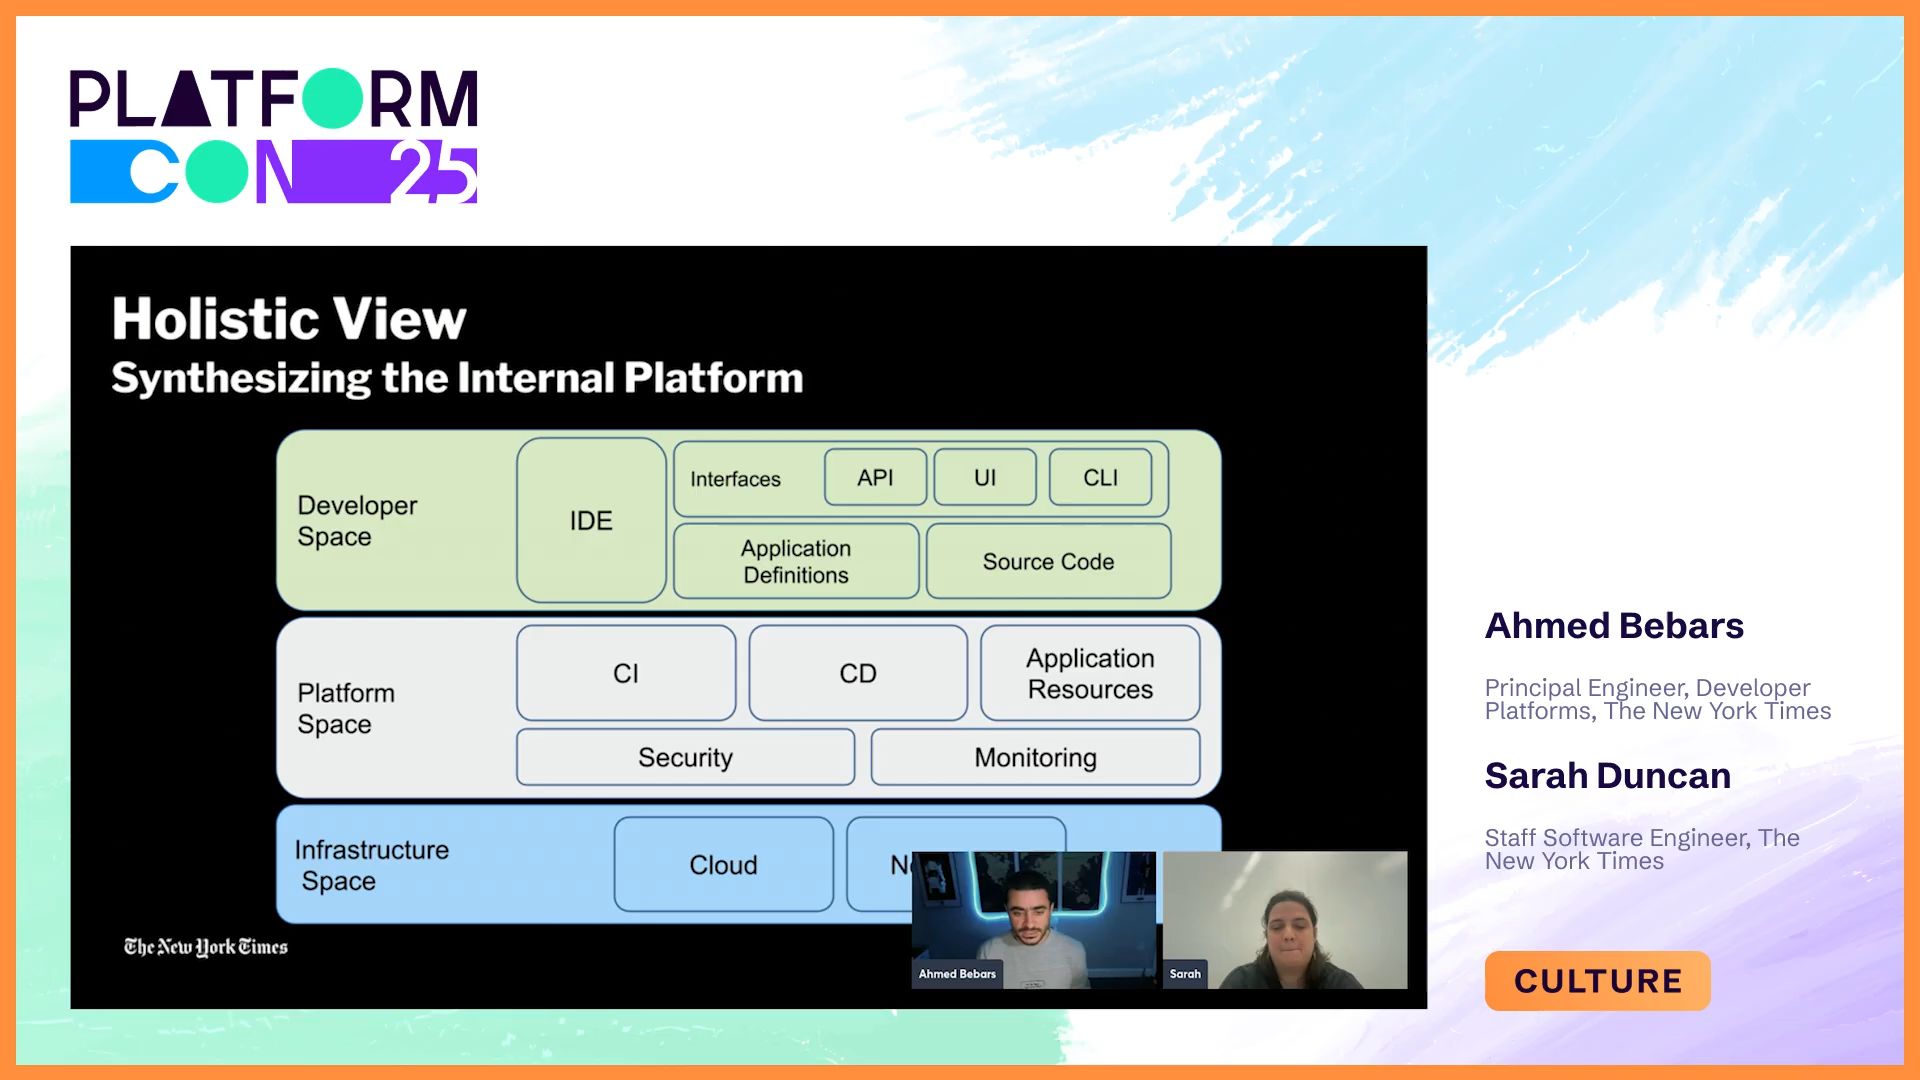 PLATFORM
CON 25
Holistic View
Synthesizing the Internal Platform
Developer
Space
IDE
Interfaces
API
UI
CLI
Application
Definitions
Source Code
Platform
Space
CI
CD
Application
Resources
Security
Monitoring
Infrastructure
Space
Cloud
The New York Times
Ahmed Bebars
Sarah
Ahmed Bebars
Principal Engineer, Developer
Platforms, The New York Times
Sarah Duncan
Staff Software Engineer, The
New York Times
CULTURE